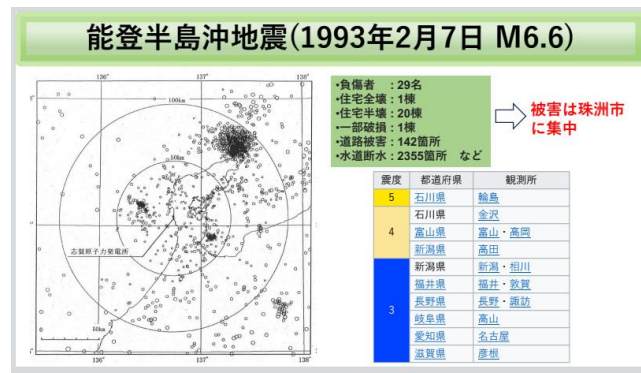 能登半島沖地震(1993年2月7日 M6.6)
136° 137° 138°
100km
50km
志賀原子力発電所
50km
136° 137° 138°
•負傷者 : 29名
•住宅全壊 : 1棟
•住宅半壊 : 20棟
•一部破損 : 1棟
•道路被害 : 142箇所
•水道断水 : 2355箇所 など
被害は珠洲市
に集中
震度 都道府県 観測所
5 石川県 輪島
4 石川県 金沢
富山県 富山・高岡
新潟県 高田
3 新潟県 新潟・相川
福井県 福井・敦賀
長野県 長野・諏訪
岐阜県 高山
愛知県 名古屋
滋賀県 彦根